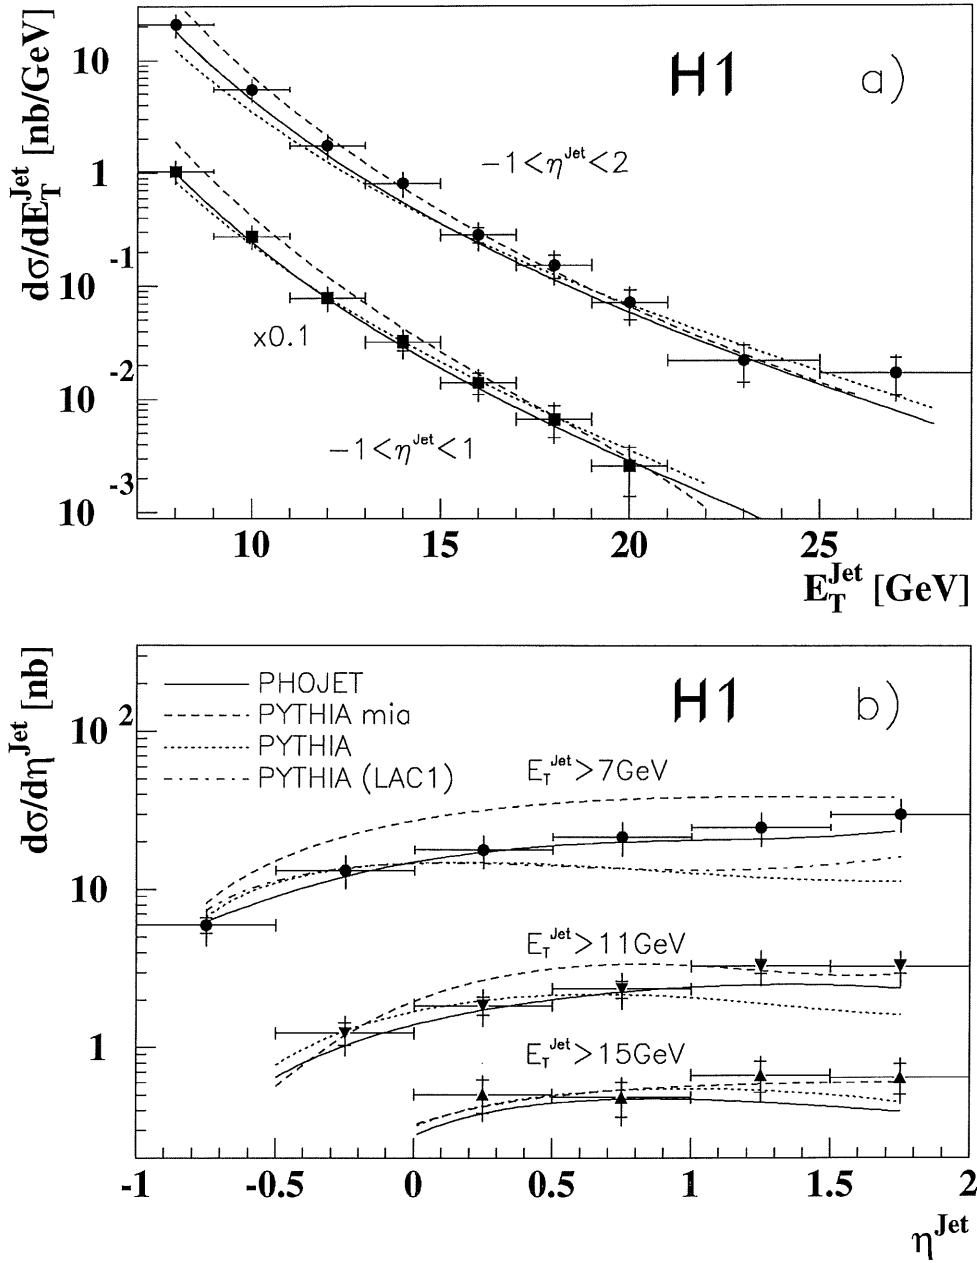 dσ/dE_T^Jet [nb/GeV]
H1
a)
10
1
10^-1
10^-2
10^-3
-1<η^Jet<2
x0.1
-1<η^Jet<1
10 15 20 25
E_T^Jet [GeV]
dσ/dη^Jet [nb]
PHOJET
PYTHIA mia
PYTHIA
PYTHIA (LAC1)
H1
b)
10^2
10
1
E_T^Jet>7GeV
E_T^Jet>11GeV
E_T^Jet>15GeV
-1 -0.5 0 0.5 1 1.5 2
η^Jet